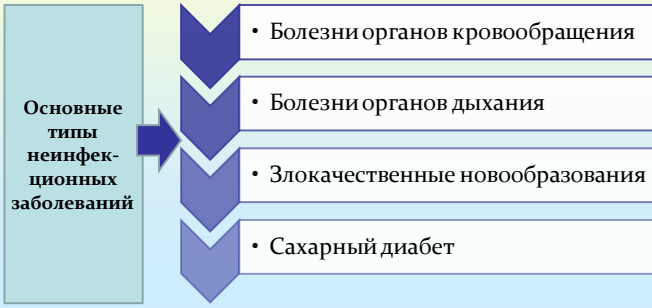 Основные
типы
неинфек-
ционных
заболеваний
• Болезни органов кровообращения
• Болезни органов дыхания
• Злокачественные новообразования
• Сахарный диабет